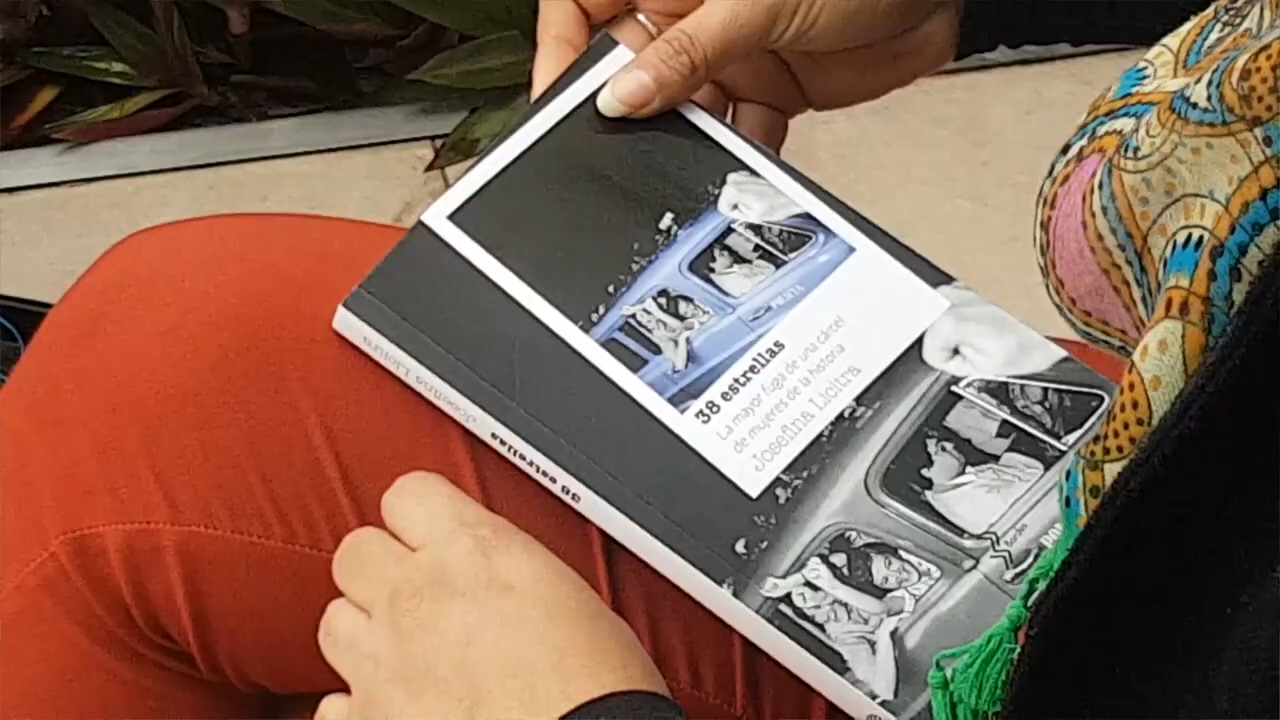 38 estrellas
La mayor fuga de una cárcel
de mujeres de la historia
Josefina Licitra
Josefina Licitra 38 estrellas